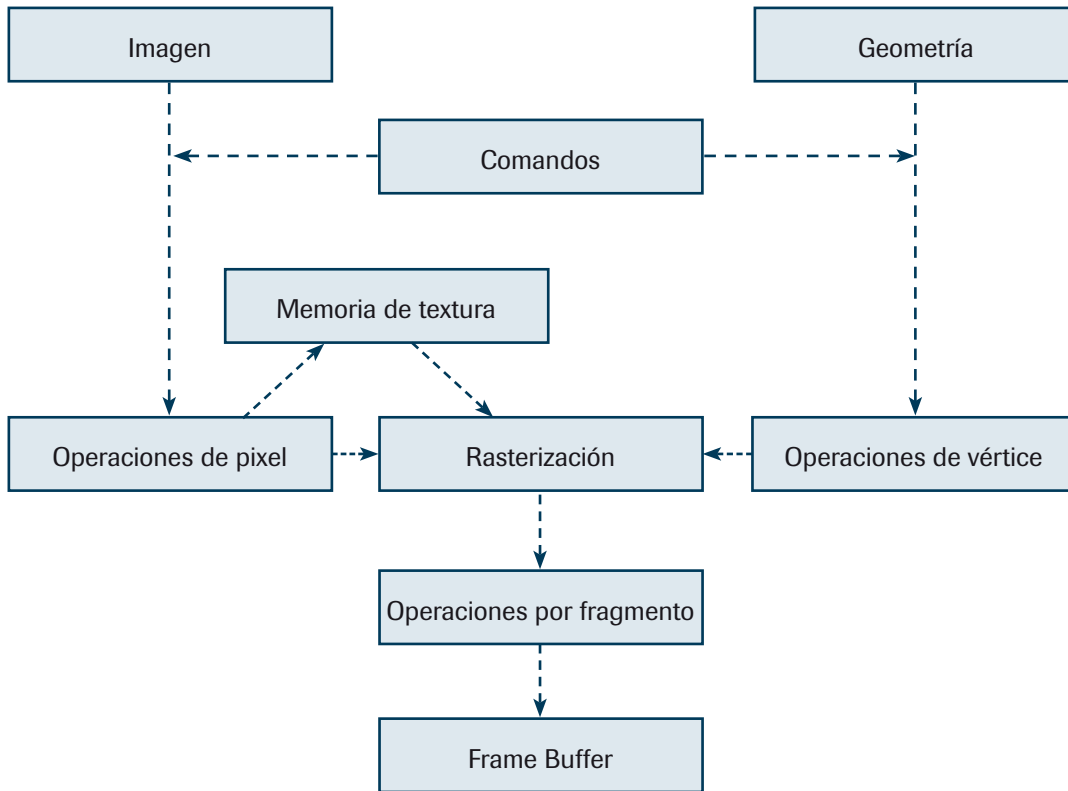 Imagen
Geometría
Comandos
Memoria de textura
Operaciones de pixel
Rasterización
Operaciones de vértice
Operaciones por fragmento
Frame Buffer